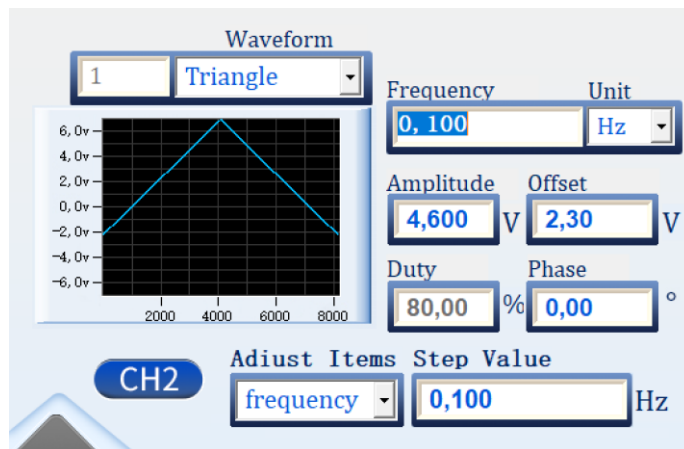 Waveform
1 Triangle
Frequency Unit
0, 100 Hz
6, 0v
4, 0v
2, 0v
0, 0v
-2, 0v
-4, 0v
-6, 0v
2000 4000 6000 8000
Amplitude Offset
4,600 V 2,30 V
Duty Phase
80,00 % 0,00 °
CH2
Adiust Items Step Value
frequency 0,100 Hz